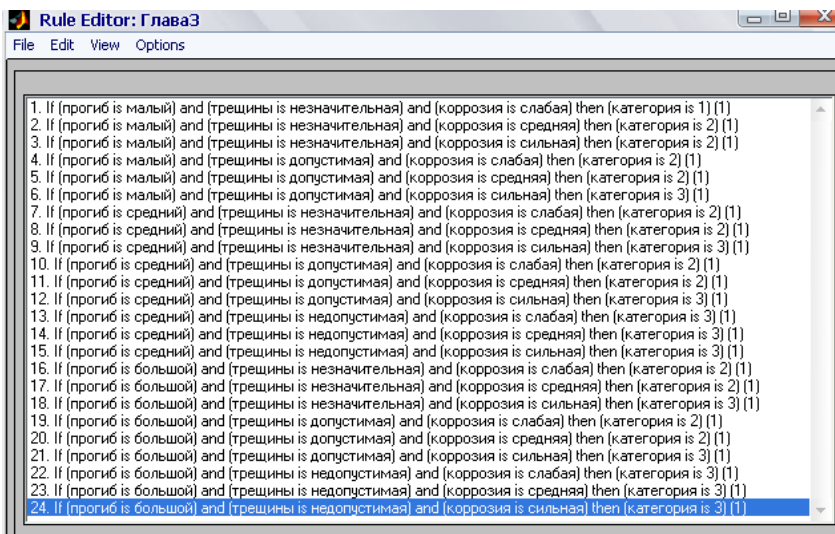 Rule Editor: Глава3
File Edit View Options
1. If (прогиб is малый) and (трещины is незначительная) and (коррозия is слабая) then (категория is 1) (1)
2. If (прогиб is малый) and (трещины is незначительная) and (коррозия is средняя) then (категория is 2) (1)
3. If (прогиб is малый) and (трещины is незначительная) and (коррозия is сильная) then (категория is 2) (1)
4. If (прогиб is малый) and (трещины is допустимая) and (коррозия is слабая) then (категория is 2) (1)
5. If (прогиб is малый) and (трещины is допустимая) and (коррозия is средняя) then (категория is 2) (1)
6. If (прогиб is малый) and (трещины is допустимая) and (коррозия is сильная) then (категория is 3) (1)
7. If (прогиб is средний) and (трещины is незначительная) and (коррозия is слабая) then (категория is 2) (1)
8. If (прогиб is средний) and (трещины is незначительная) and (коррозия is средняя) then (категория is 2) (1)
9. If (прогиб is средний) and (трещины is незначительная) and (коррозия is сильная) then (категория is 3) (1)
10. If (прогиб is средний) and (трещины is допустимая) and (коррозия is слабая) then (категория is 2) (1)
11. If (прогиб is средний) and (трещины is допустимая) and (коррозия is средняя) then (категория is 2) (1)
12. If (прогиб is средний) and (трещины is допустимая) and (коррозия is сильная) then (категория is 3) (1)
13. If (прогиб is средний) and (трещины is недопустимая) and (коррозия is слабая) then (категория is 3) (1)
14. If (прогиб is средний) and (трещины is недопустимая) and (коррозия is средняя) then (категория is 3) (1)
15. If (прогиб is средний) and (трещины is недопустимая) and (коррозия is сильная) then (категория is 3) (1)
16. If (прогиб is большой) and (трещины is незначительная) and (коррозия is слабая) then (категория is 2) (1)
17. If (прогиб is большой) and (трещины is незначительная) and (коррозия is средняя) then (категория is 2) (1)
18. If (прогиб is большой) and (трещины is незначительная) and (коррозия is сильная) then (категория is 3) (1)
19. If (прогиб is большой) and (трещины is допустимая) and (коррозия is слабая) then (категория is 2) (1)
20. If (прогиб is большой) and (трещины is допустимая) and (коррозия is средняя) then (категория is 2) (1)
21. If (прогиб is большой) and (трещины is допустимая) and (коррозия is сильная) then (категория is 3) (1)
22. If (прогиб is большой) and (трещины is недопустимая) and (коррозия is слабая) then (категория is 3) (1)
23. If (прогиб is большой) and (трещины is недопустимая) and (коррозия is средняя) then (категория is 3) (1)
24. If (прогиб is большой) and (трещины is недопустимая) and (коррозия is сильная) then (категория is 3) (1)